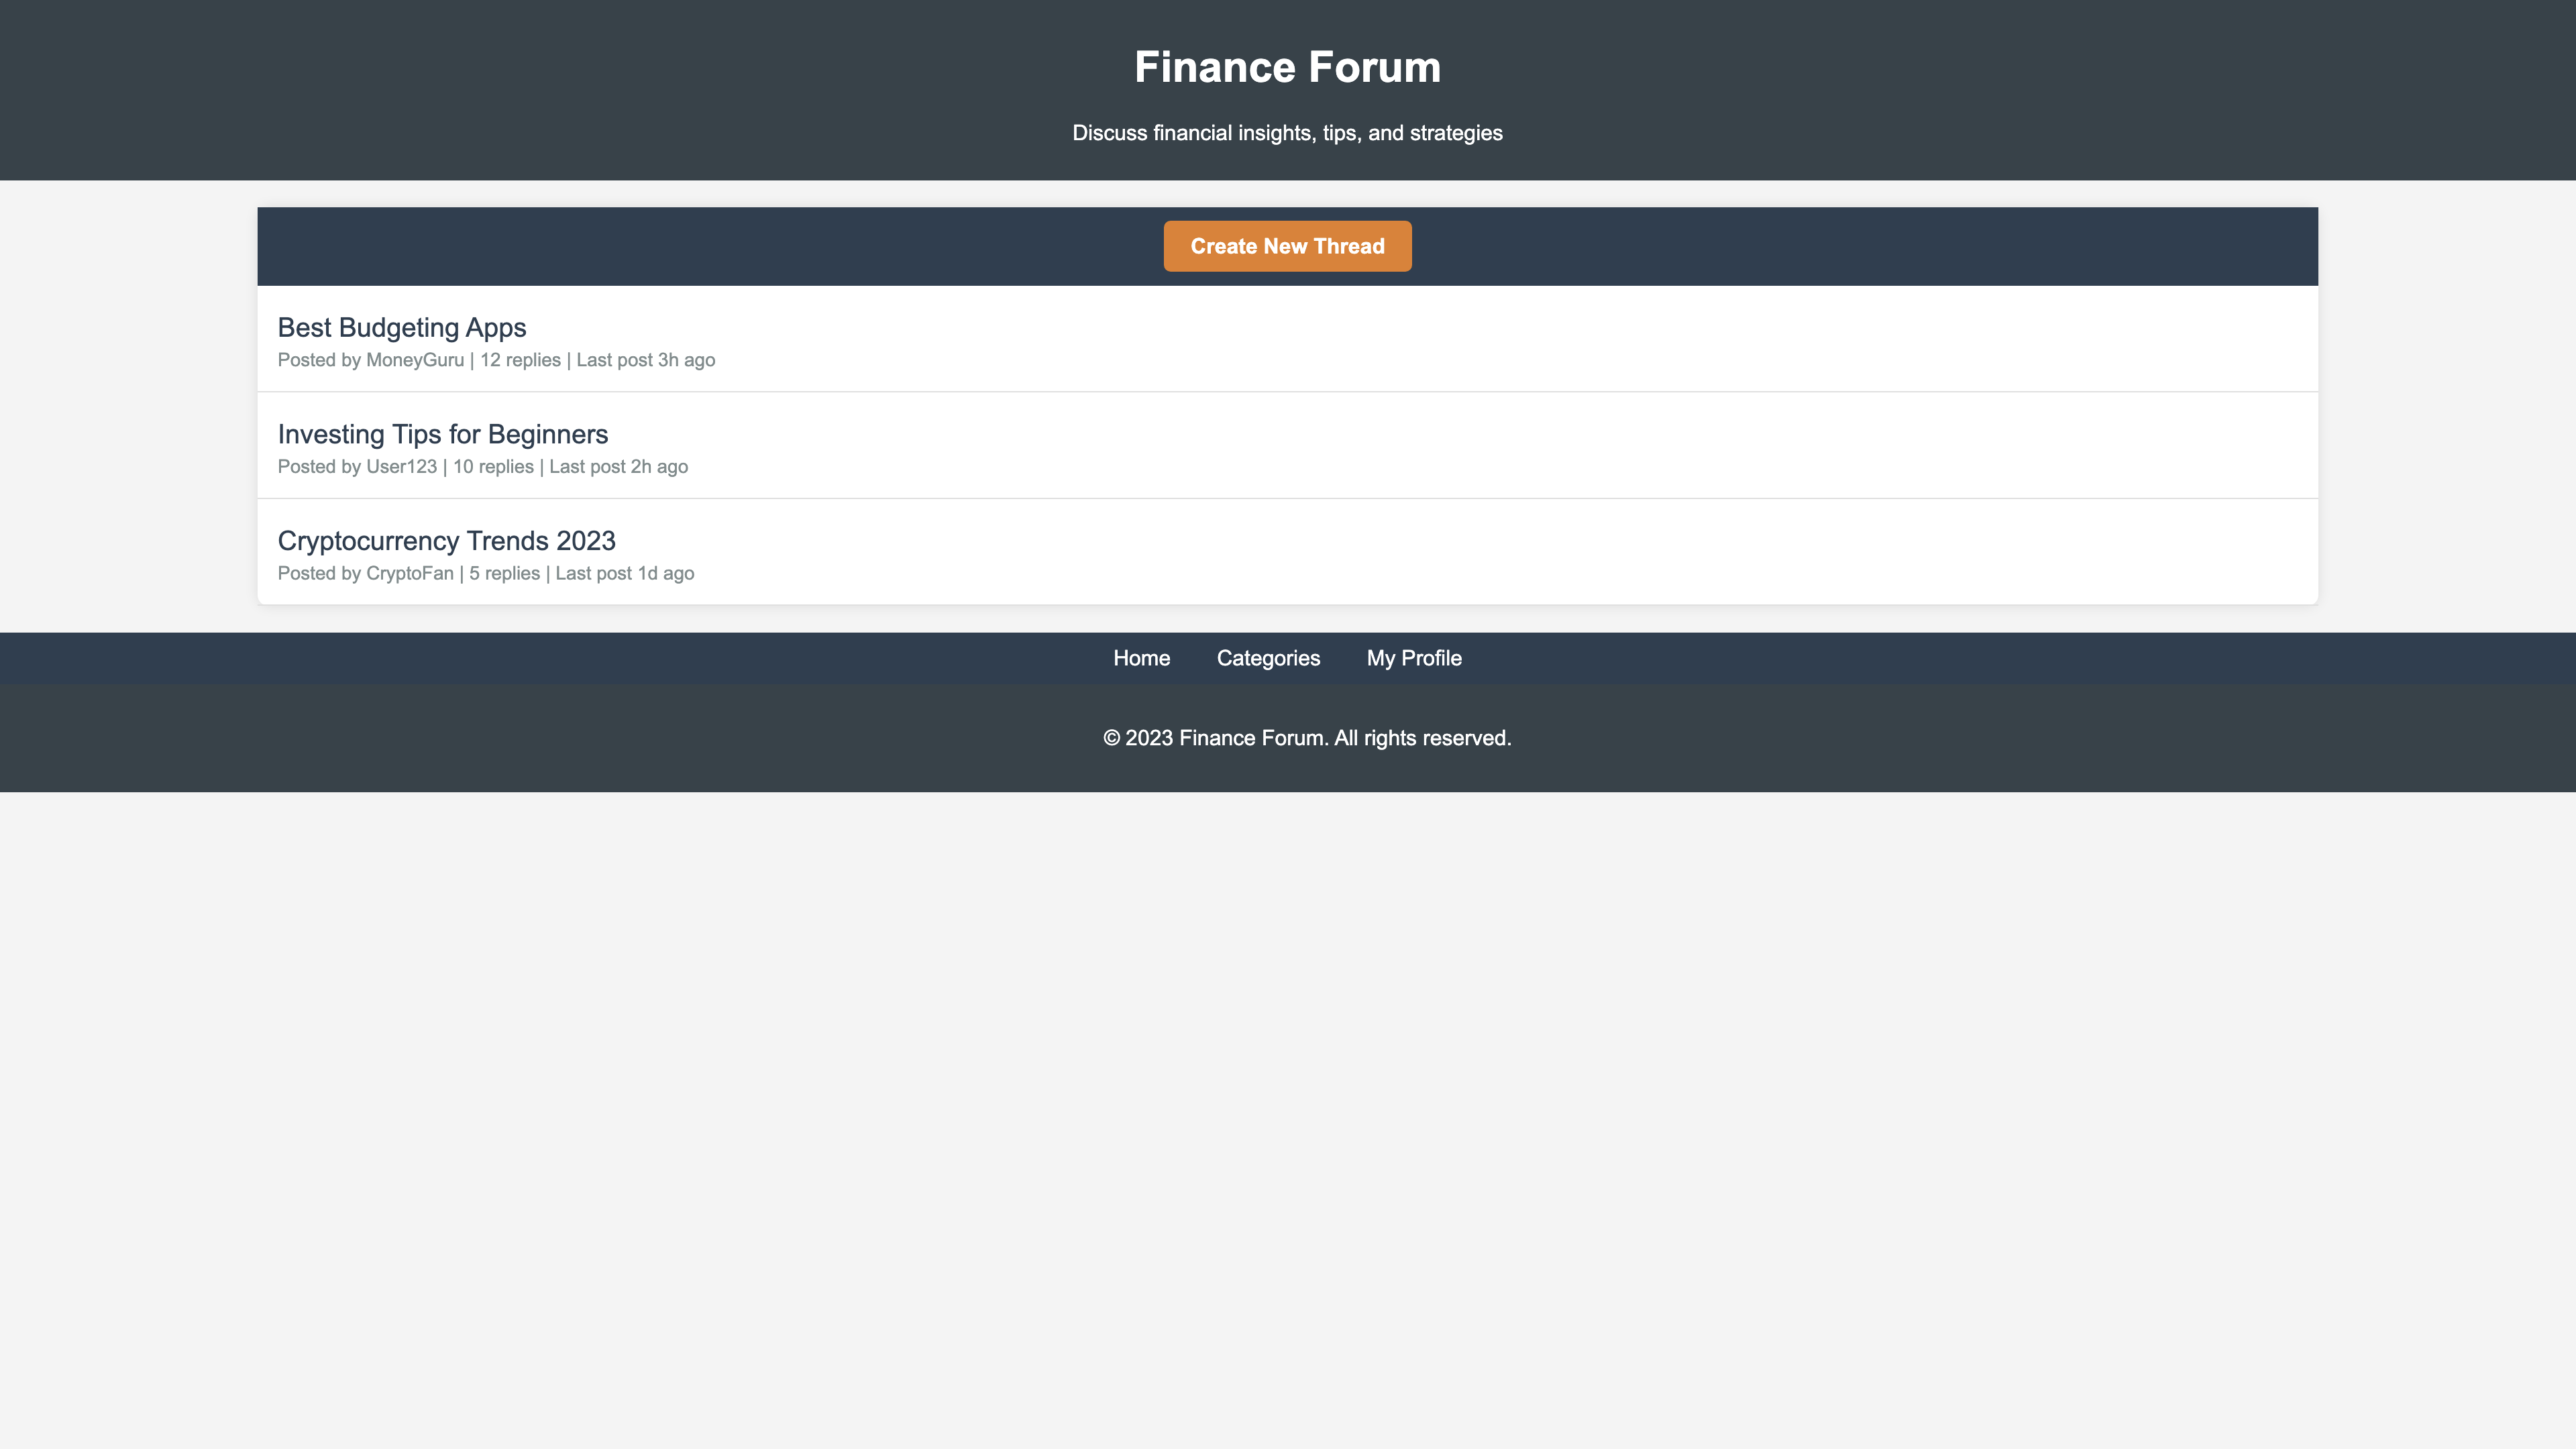 Finance Forum
Discuss financial insights, tips, and strategies
Create New Thread
Best Budgeting Apps
Posted by MoneyGuru | 12 replies | Last post 3h ago
Investing Tips for Beginners
Posted by User123 | 10 replies | Last post 2h ago
Cryptocurrency Trends 2023
Posted by CryptoFan | 5 replies | Last post 1d ago
Home Categories My Profile
© 2023 Finance Forum. All rights reserved.